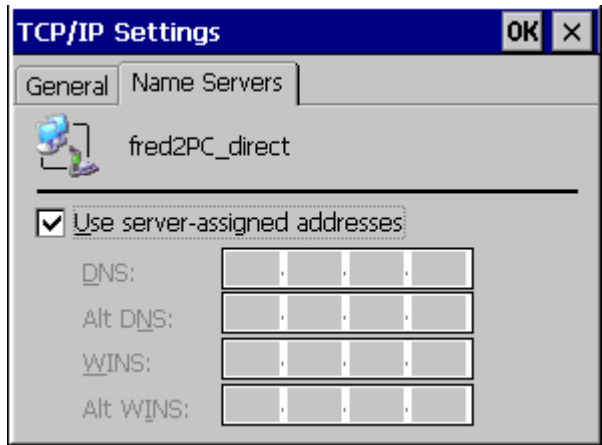 TCP/IP Settings OK ×
General Name Servers
fred2PC_direct
Use server-assigned addresses
DNS: . . .
Alt DNS: . . .
WINS: . . .
Alt WINS: . . .